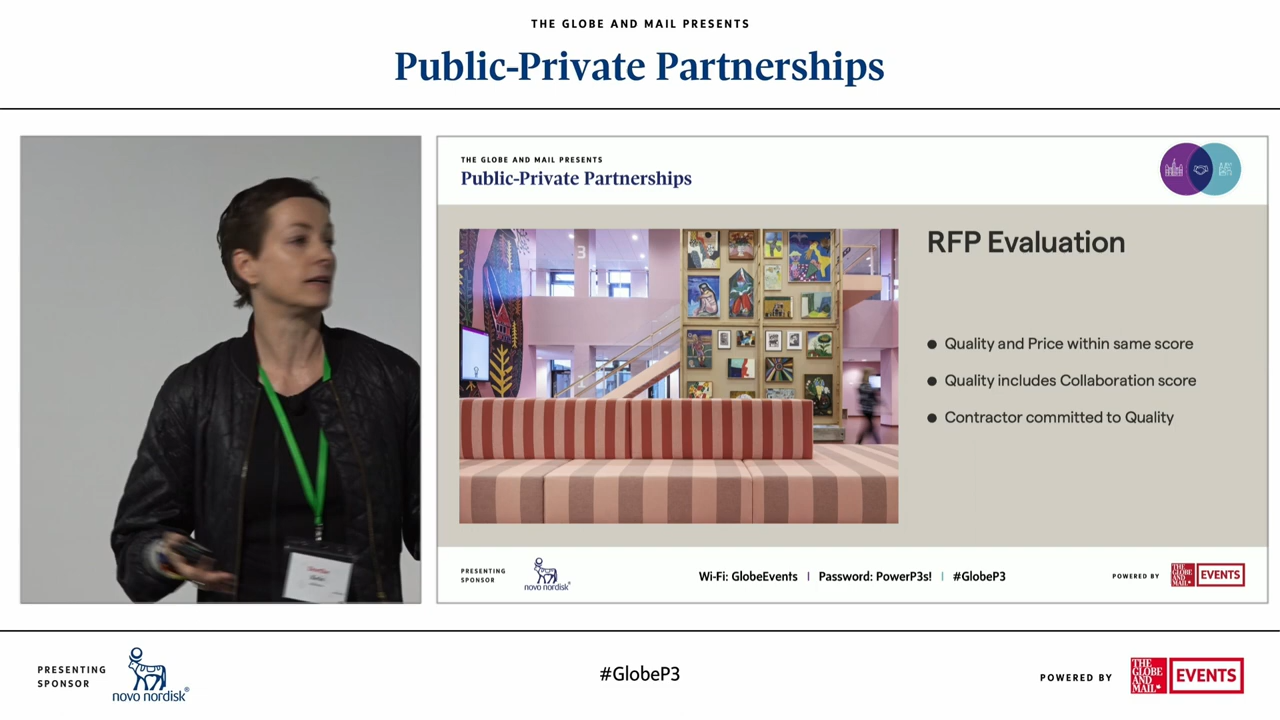 THE GLOBE AND MAIL PRESENTS
Public-Private Partnerships
THE GLOBE AND MAIL PRESENTS
Public-Private Partnerships
3
RFP Evaluation
Quality and Price within same score
Quality includes Collaboration score
Contractor committed to Quality
PRESENTING
SPONSOR
novo nordisk®
Wi-Fi: GlobeEvents | Password: PowerP3s! | #GlobeP3
POWERED BY
THE
GLOBE
AND
MAIL
EVENTS
PRESENTING
SPONSOR
novo nordisk®
#GlobeP3
POWERED BY
THE
GLOBE
AND
MAIL
EVENTS